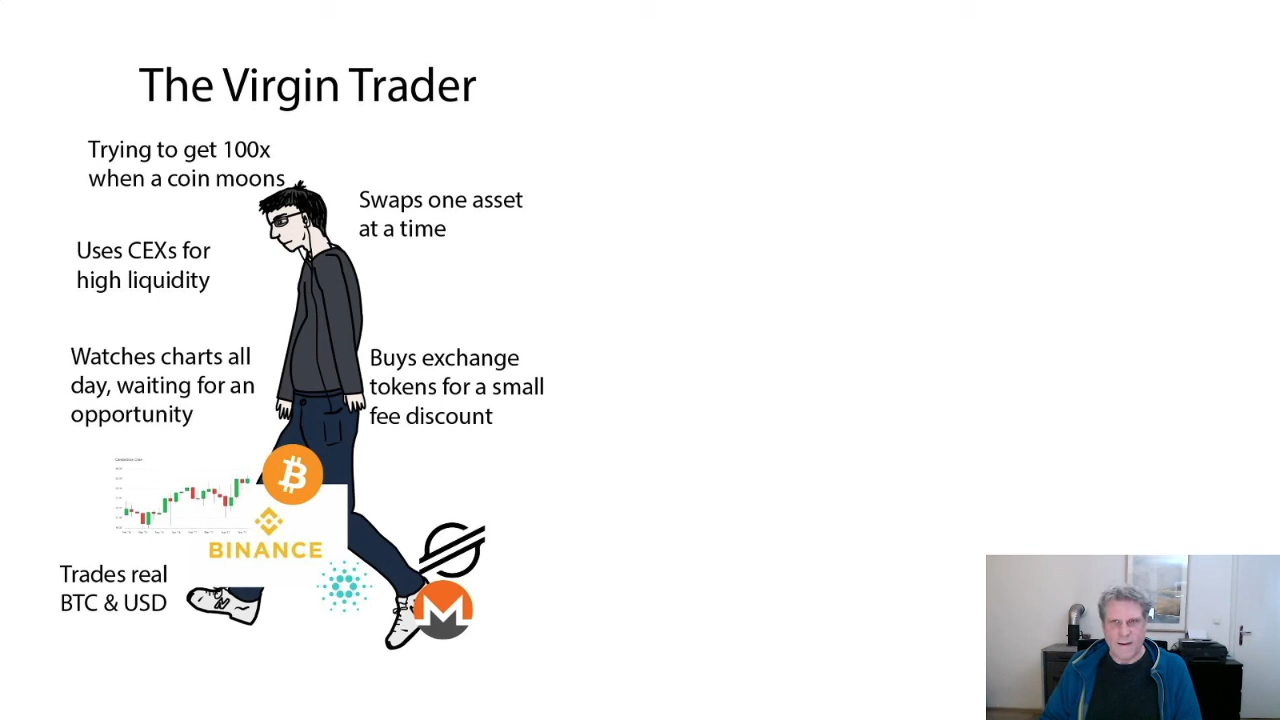 The Virgin Trader
Trying to get 100x
when a coin moons
Swaps one asset
at a time
Uses CEXs for
high liquidity
Watches charts all
day, waiting for an
opportunity
Buys exchange
tokens for a small
fee discount
BINANCE
Trades real
BTC & USD